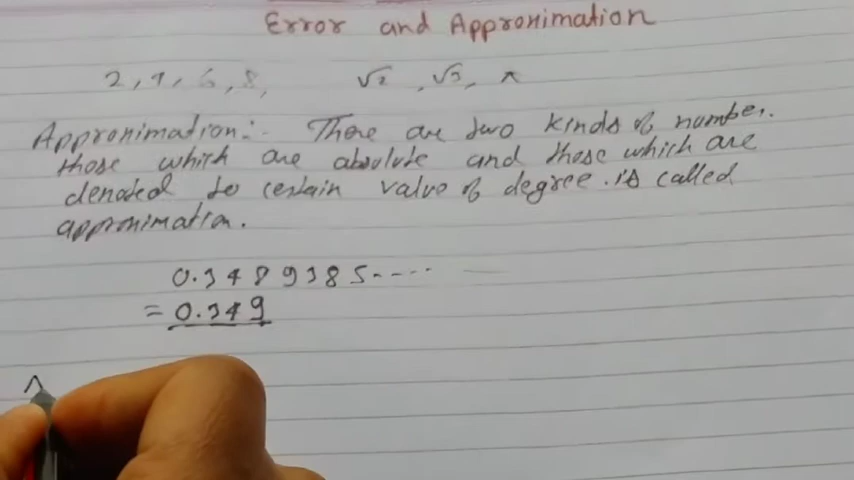 Error and Approximation
2, 9, 6, 8, √2, √3, π
Approximation:- There are two kinds of number.
those which are absolute and those which are
denoted to certain value of degree. is called
approximation.
0.3489385....
= 0.349